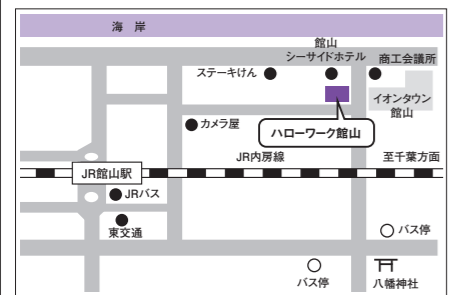 海 岸
館山
シーサイドホテル
商工会議所
ステーキけん
イオンタウン
館山
カメラ屋
ハローワーク館山
JR内房線
至千葉方面
JR館山駅
JRバス
東交通
バス停
バス停
八幡神社